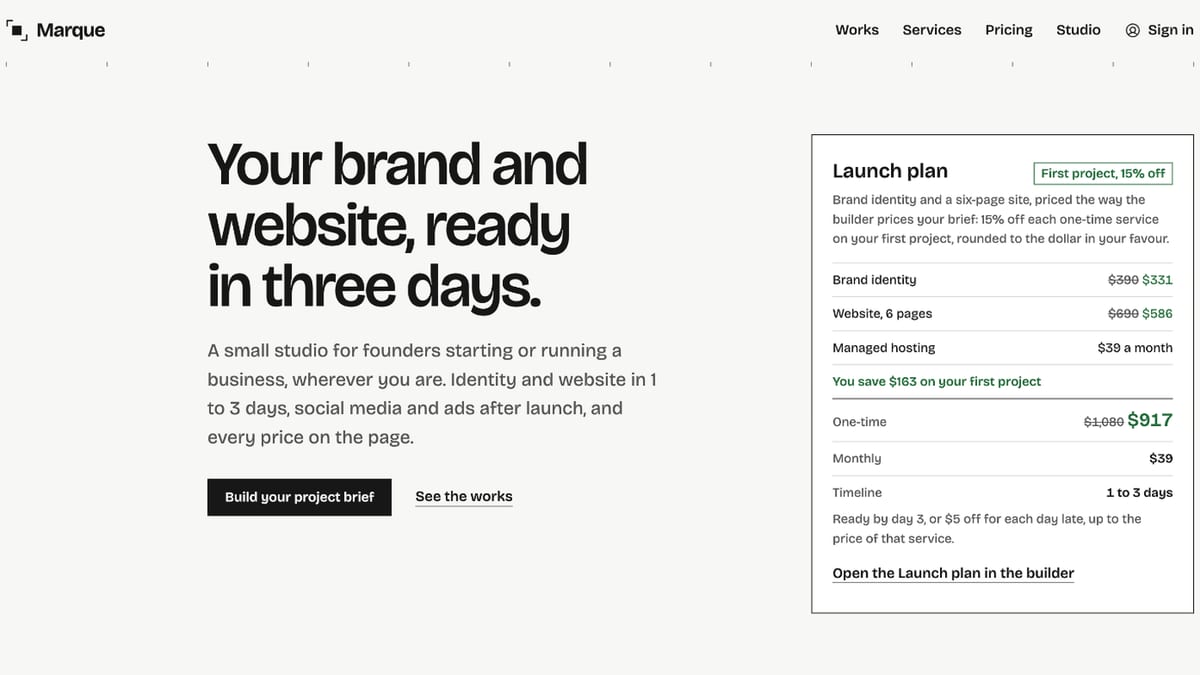 Marque
Works Services Pricing Studio Sign in
Your brand and
website, ready
in three days.
A small studio for founders starting or running a
business, wherever you are. Identity and website in 1
to 3 days, social media and ads after launch, and
every price on the page.
Build your project brief See the works
Launch plan First project, 15% off
Brand identity and a six-page site, priced the way the
builder prices your brief: 15% off each one-time service
on your first project, rounded to the dollar in your favour.
Brand identity $390 $331
Website, 6 pages $690 $586
Managed hosting $39 a month
You save $163 on your first project
One-time $1,080 $917
Monthly $39
Timeline 1 to 3 days
Ready by day 3, or $5 off for each day late, up to the
price of that service.
Open the Launch plan in the builder